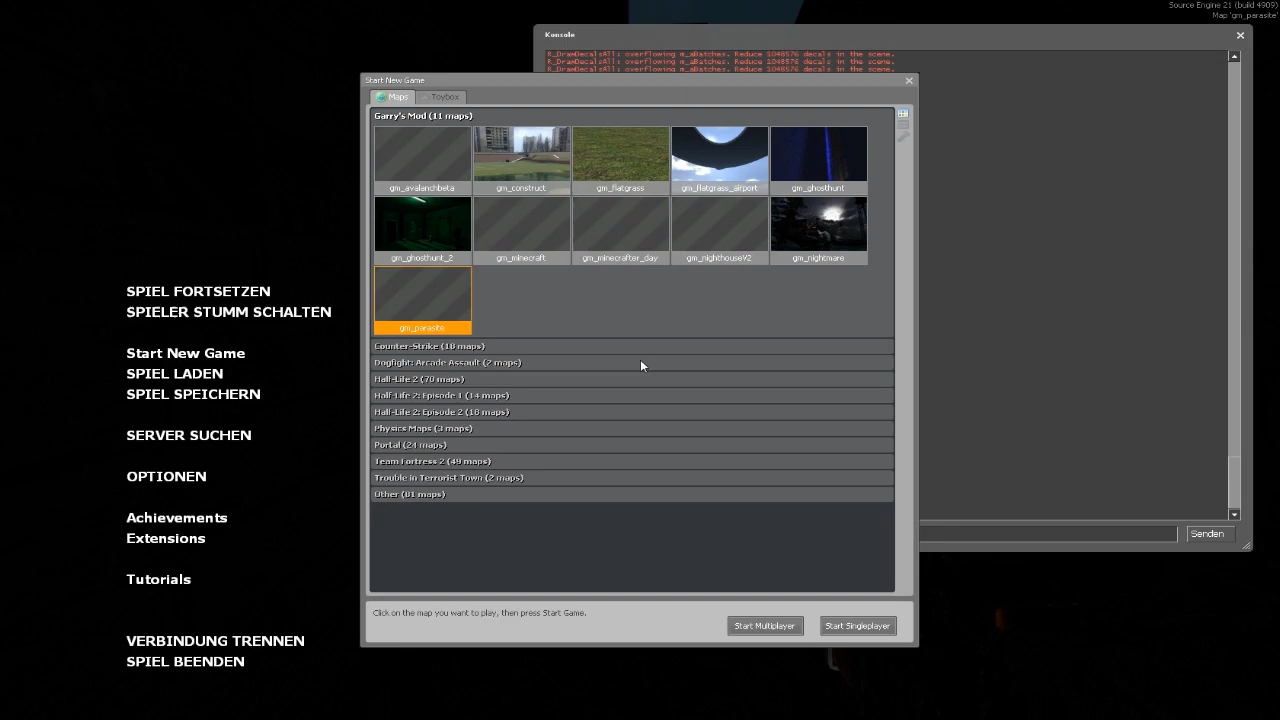 Source Engine 21 (build 4909)
Map 'gm_parasite'
Konsole
R_DrawDecalsAll: overflowing m_aBatches. Reduce 1048576 decals in the scene.
R_DrawDecalsAll: overflowing m_aBatches. Reduce 1048576 decals in the scene.
R_DrawDecalsAll: overflowing m_aBatches. Reduce 1048576 decals in the scene.
Start New Game
Maps Toybox
Garry's Mod (11 maps)
gm_avalanchbeta gm_construct gm_flatgrass gm_flatgrass_airport gm_ghosthunt
gm_ghosthunt_2 gm_minecraft gm_minecrafter_day gm_nighthouseV2 gm_nightmare
gm_parasite
Counter-Strike (18 maps)
Dogfight: Arcade Assault (2 maps)
Half-Life 2 (70 maps)
Half-Life 2: Episode 1 (14 maps)
Half-Life 2: Episode 2 (18 maps)
Physics Maps (3 maps)
Portal (24 maps)
Team Fortress 2 (49 maps)
Trouble in Terrorist Town (2 maps)
Other (81 maps)
Click on the map you want to play, then press Start Game.
Start Multiplayer Start Singleplayer
Senden
SPIEL FORTSETZEN
SPIELER STUMM SCHALTEN
Start New Game
SPIEL LADEN
SPIEL SPEICHERN
SERVER SUCHEN
OPTIONEN
Achievements
Extensions
Tutorials
VERBINDUNG TRENNEN
SPIEL BEENDEN